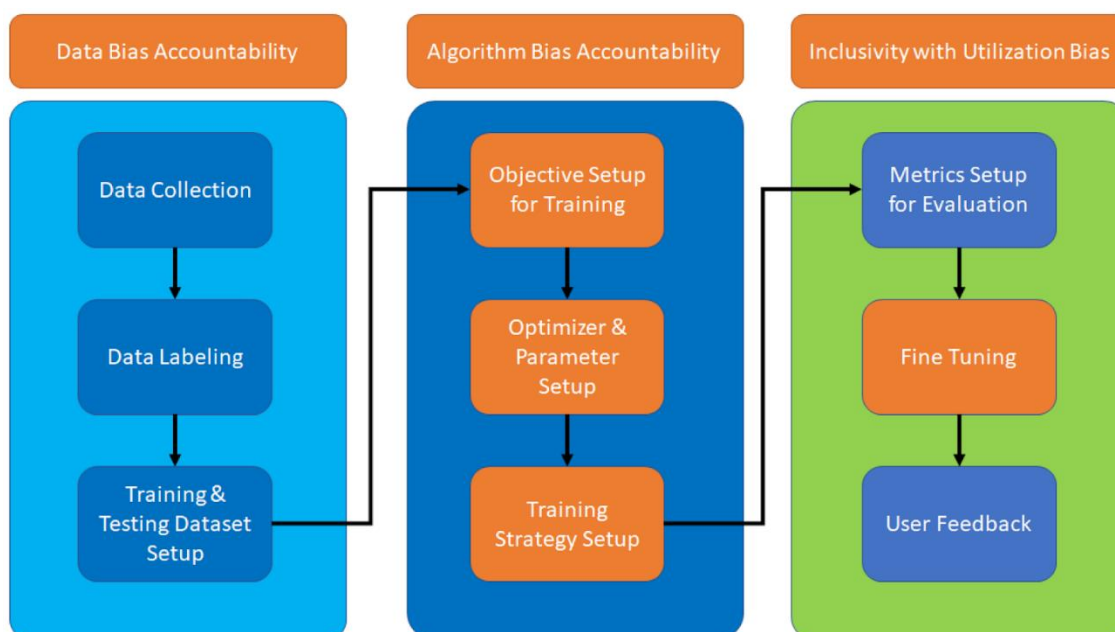 Data Bias Accountability
Data Collection
Data Labeling
Training &
Testing Dataset
Setup
Algorithm Bias Accountability
Objective Setup
for Training
Optimizer &
Parameter
Setup
Training
Strategy Setup
Inclusivity with Utilization Bias
Metrics Setup
for Evaluation
Fine Tuning
User Feedback